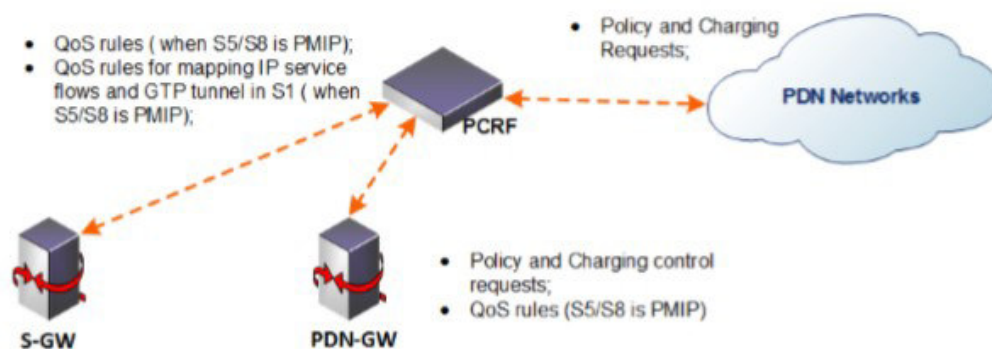 • QoS rules ( when S5/S8 is PMIP);
• QoS rules for mapping IP service
flows and GTP tunnel in S1 ( when
S5/S8 is PMIP);
• Policy and Charging
Requests;
PDN Networks
PCRF
• Policy and Charging control
requests;
• QoS rules (S5/S8 is PMIP)
S-GW
PDN-GW